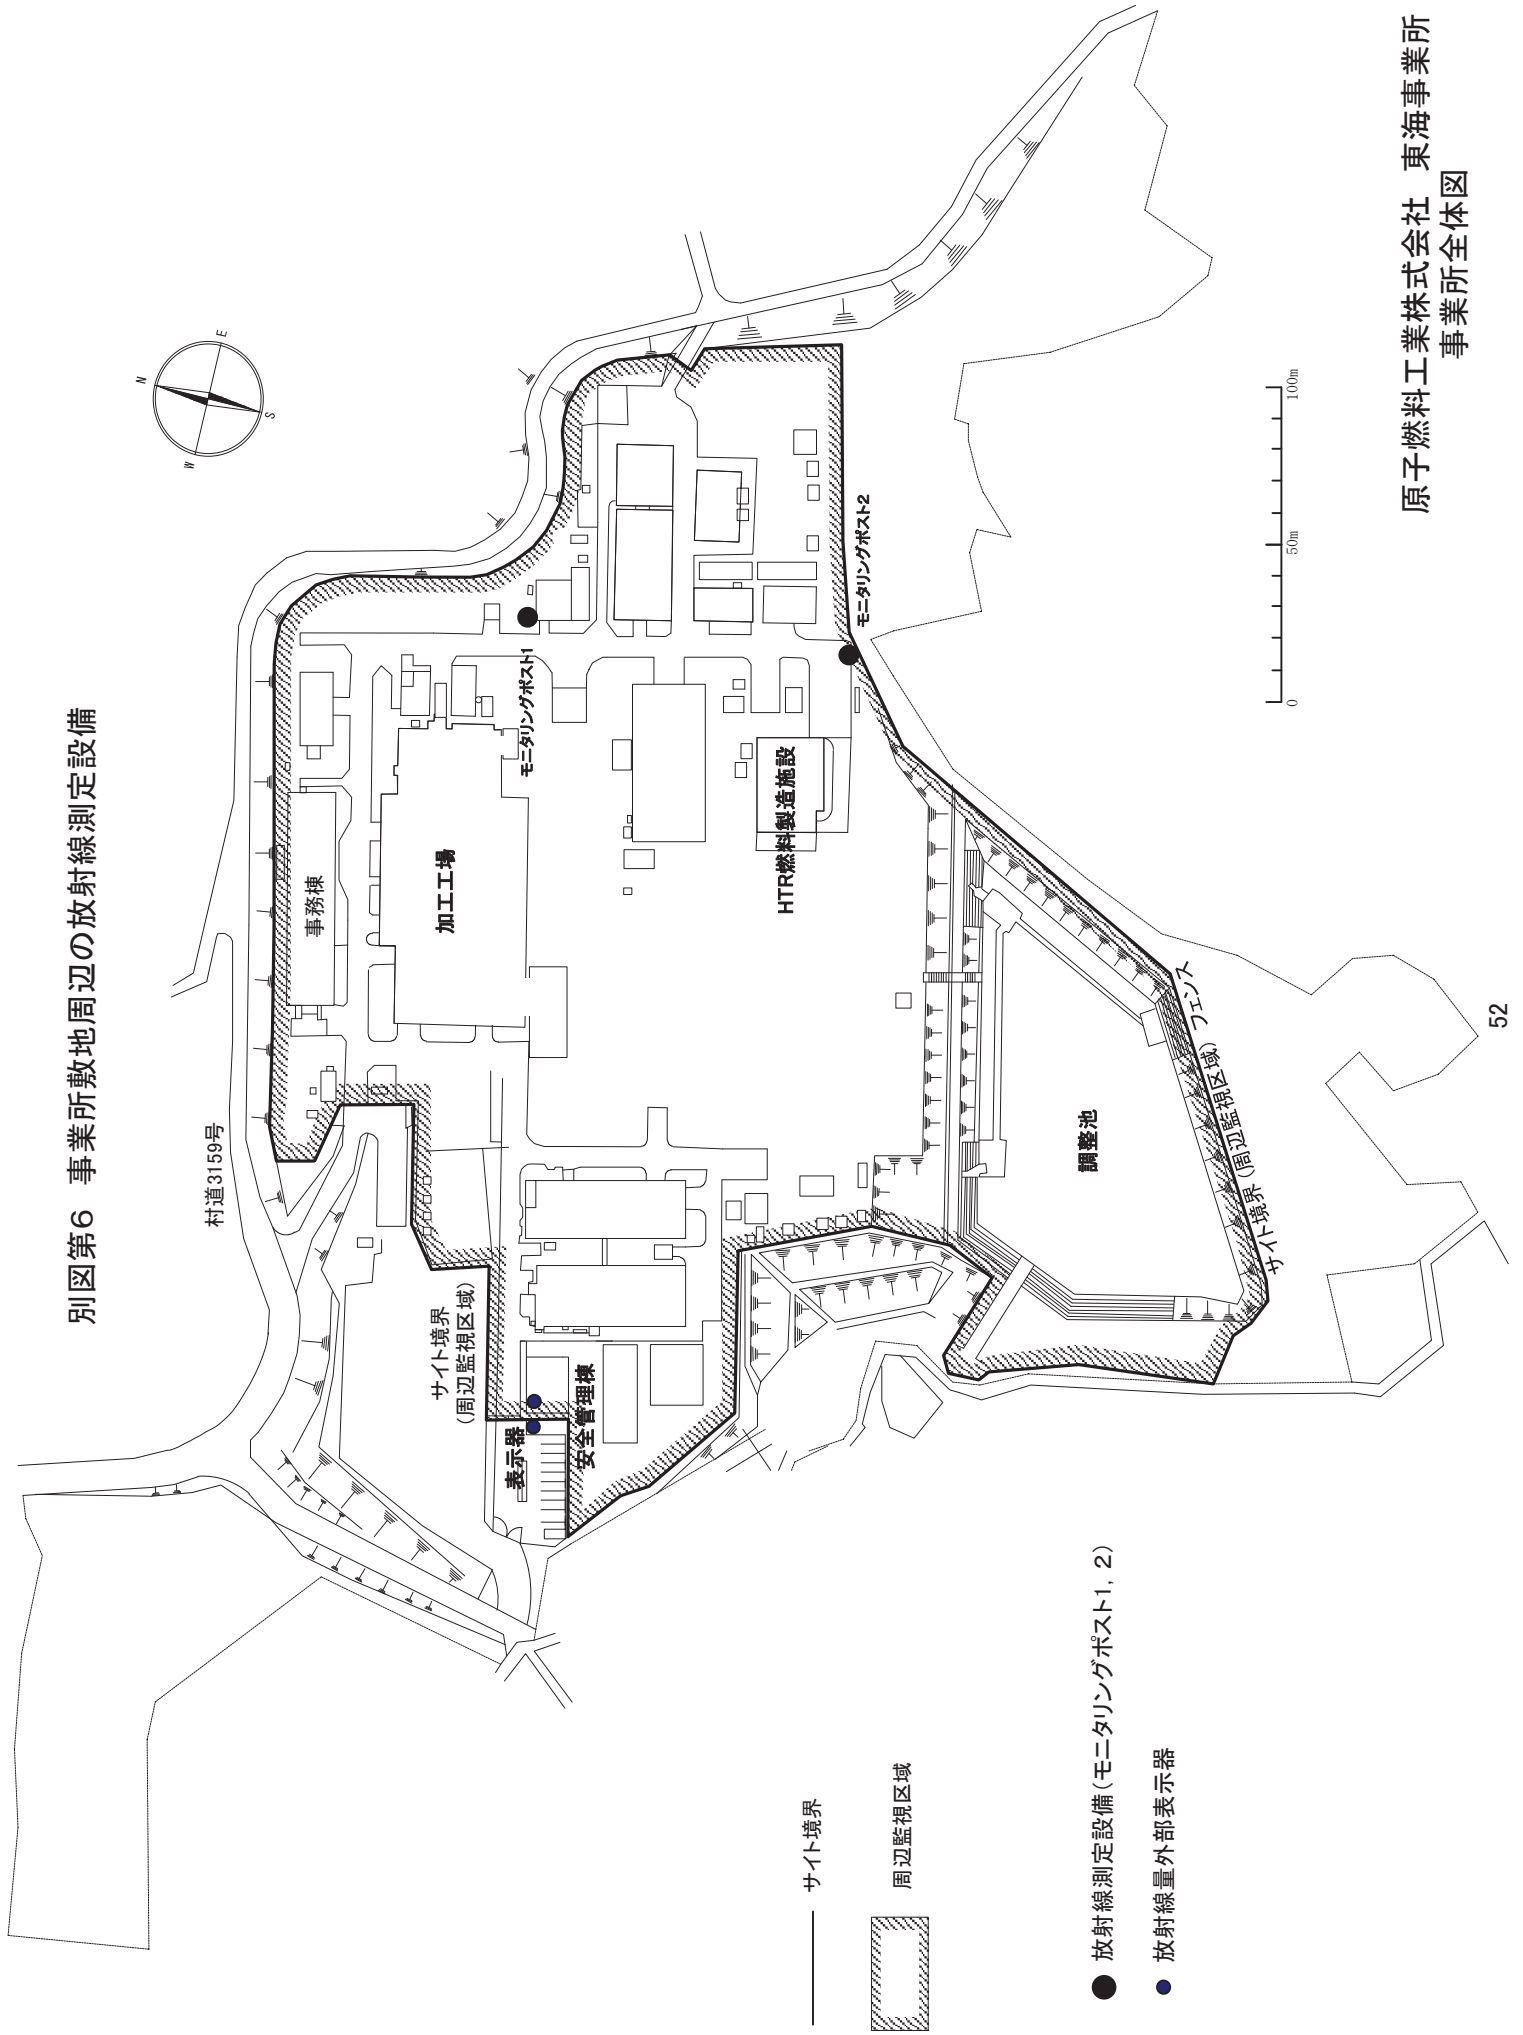 別図第6 事業所敷地周辺の放射線測定設備
N
E
S
W
村道3159号
事務棟
加工工場
モニタリングポスト1
モニタリングポスト2
HTR燃料製造施設
サイト境界
(周辺監視区域)
表示器
安全管理棟
調整池
サイト境界(周辺監視区域) フェンス
0
50m
100m
サイト境界
周辺監視区域
放射線測定設備(モニタリングポスト1, 2)
放射線量外部表示器
原子燃料工業株式会社 東海事業所
事業所全体図
52